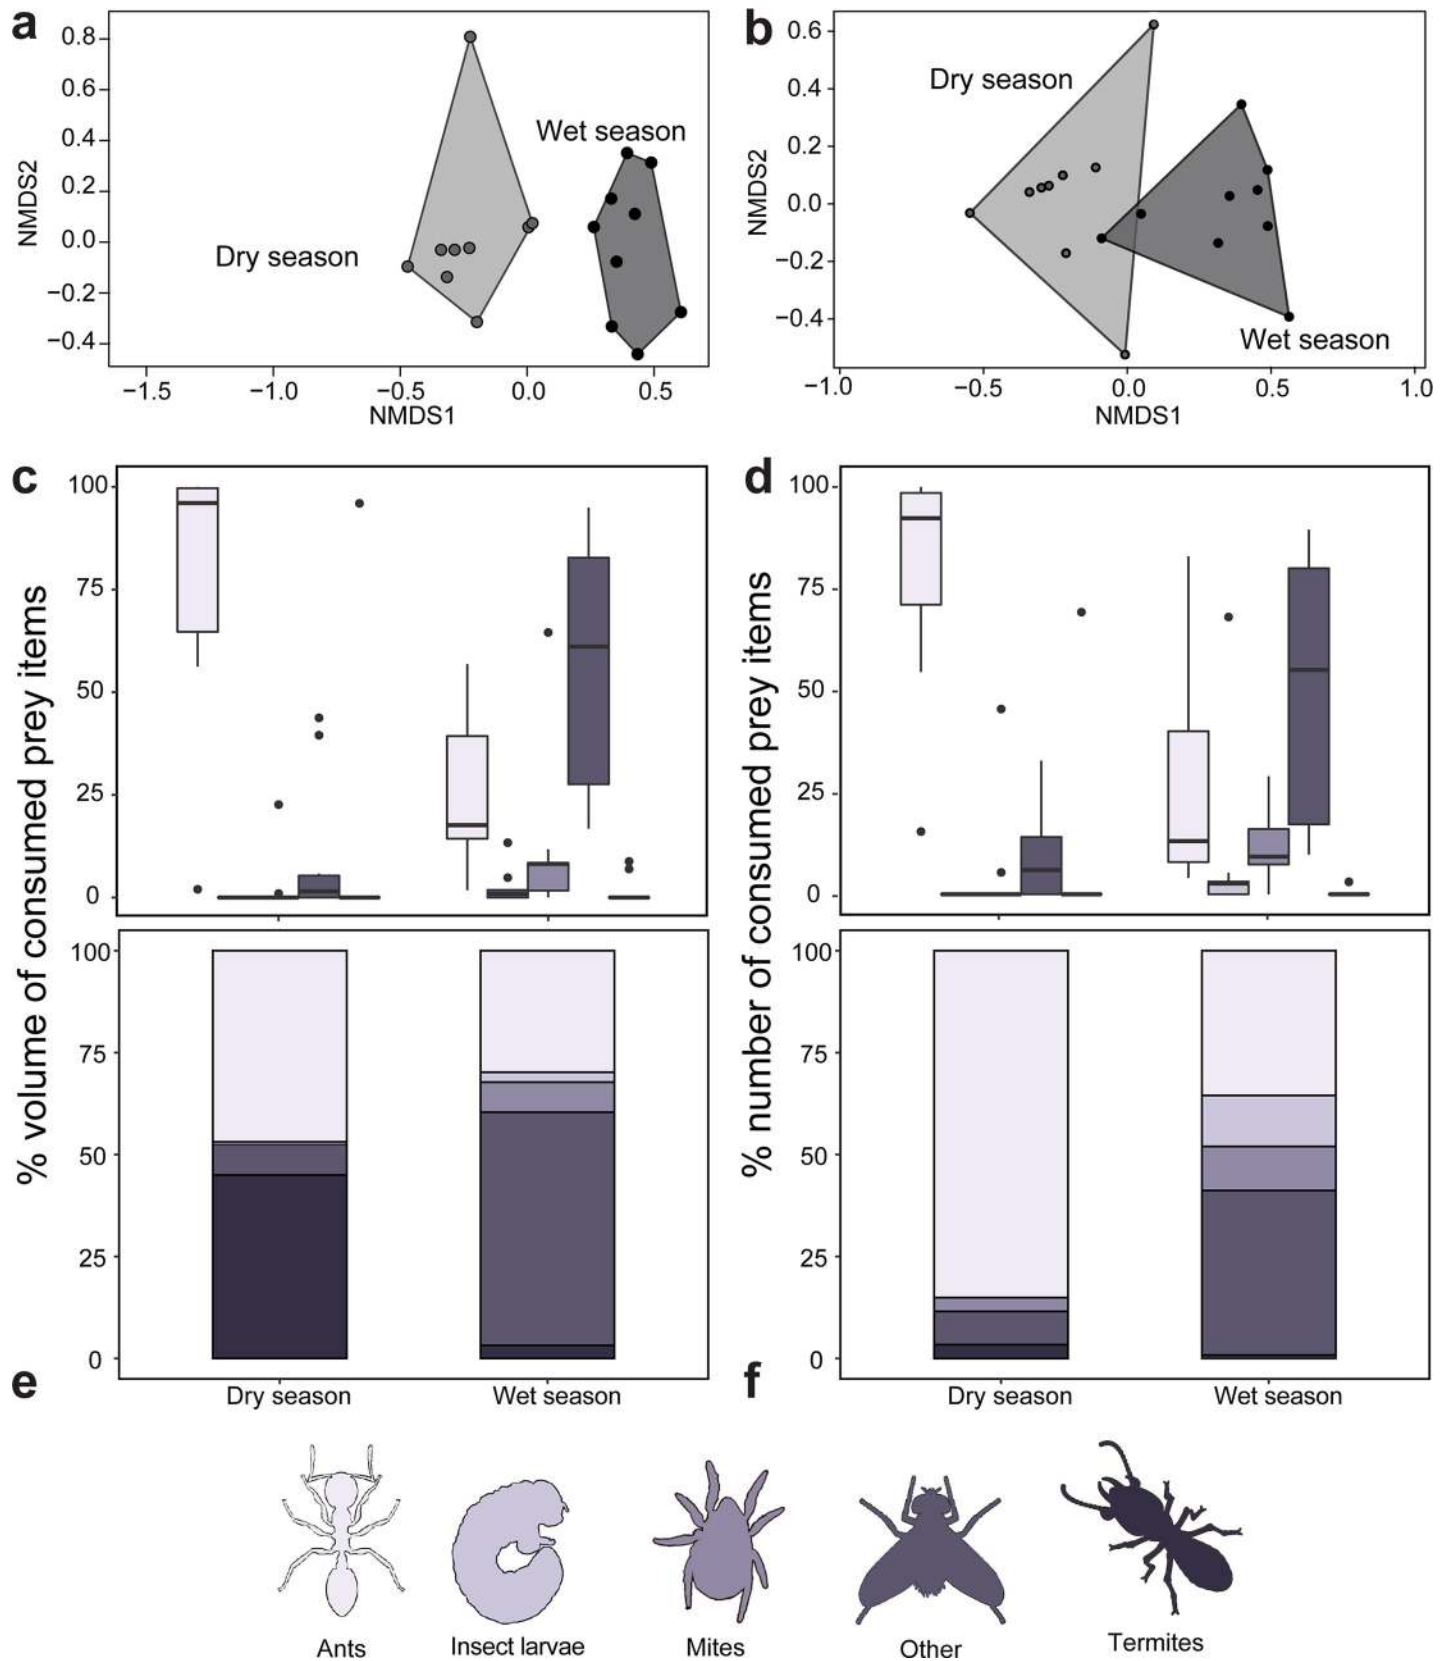 a
0.8
0.6
0.4
0.2
0.0
−0.2
−0.4
NMDS2
Dry season
Wet season
−1.5
−1.0
−0.5
0.0
0.5
NMDS1
b
0.6
0.4
0.2
0.0
−0.2
−0.4
NMDS2
Dry season
Wet season
−1.0
−0.5
0.0
0.5
1.0
NMDS1
c
100
75
50
25
0
% volume of consumed prey items
d
100
75
50
25
0
% number of consumed prey items
100
75
50
25
0
e
Dry season
Wet season
100
75
50
25
0
f
Dry season
Wet season
Ants
Insect larvae
Mites
Other
Termites